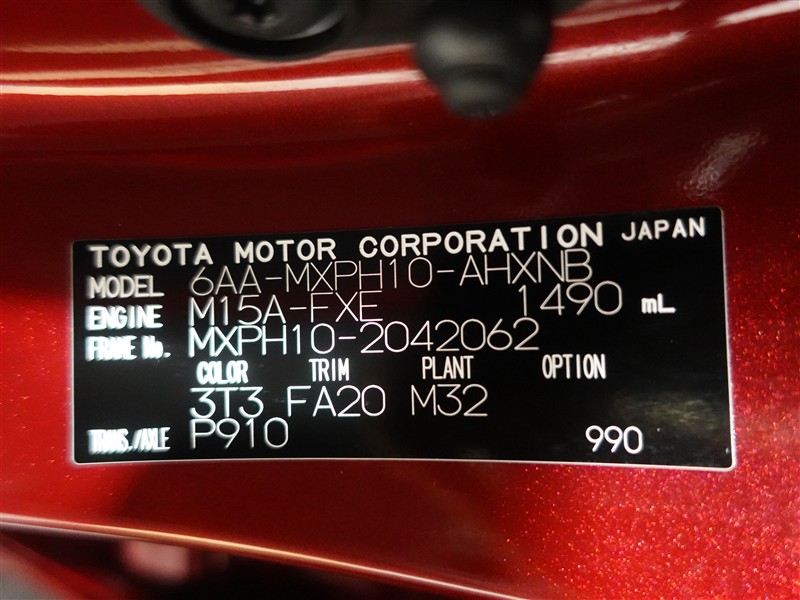 TOYOTA MOTOR CORPORATION JAPAN
MODEL 6AA-MXPH10-AHXNB
ENGINE M15A-FXE 1490 mL
FRAME No. MXPH10-2042062
COLOR TRIM PLANT OPTION
3T3 FA20 M32
TRANS./AXLE P910 990